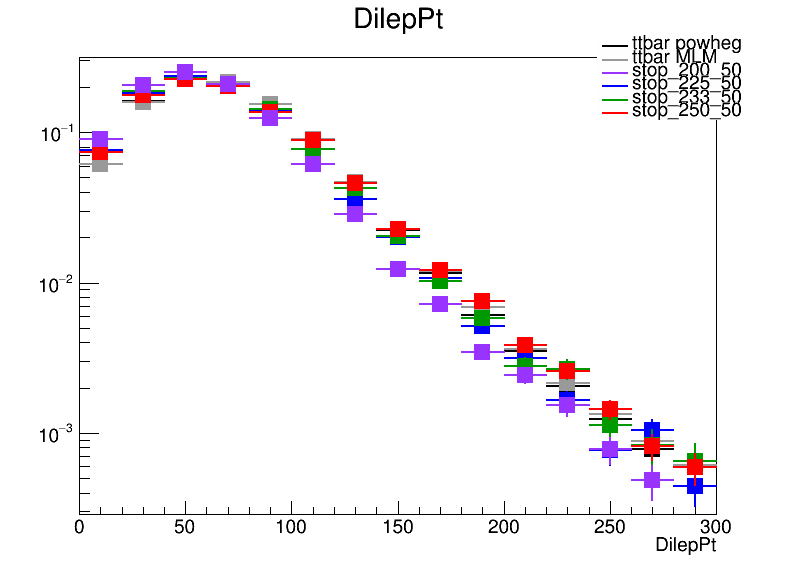 DilepPt
ttbar powheg
ttbar MLM
stop_200_50
stop_225_50
stop_233_50
stop_250_50
10^-1
10^-2
10^-3
0 50 100 150 200 250 300
DilepPt